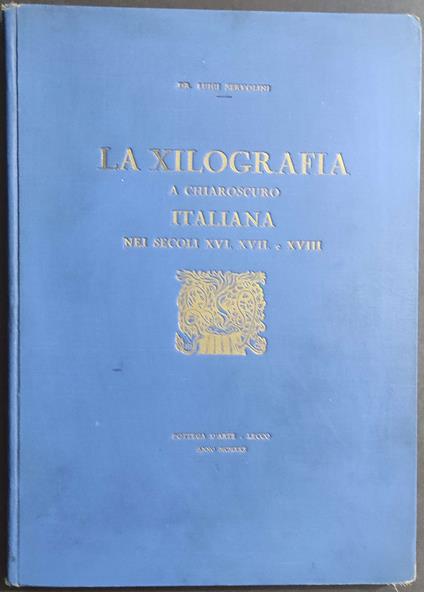 DR. LUIGI SERVOLINI
LA XILOGRAFIA
A CHIAROSCURO
ITALIANA
NEI SECOLI XVI, XVII, e XVIII
BOTTEGA D'ARTE - LECCO
ANNO MCMXXX